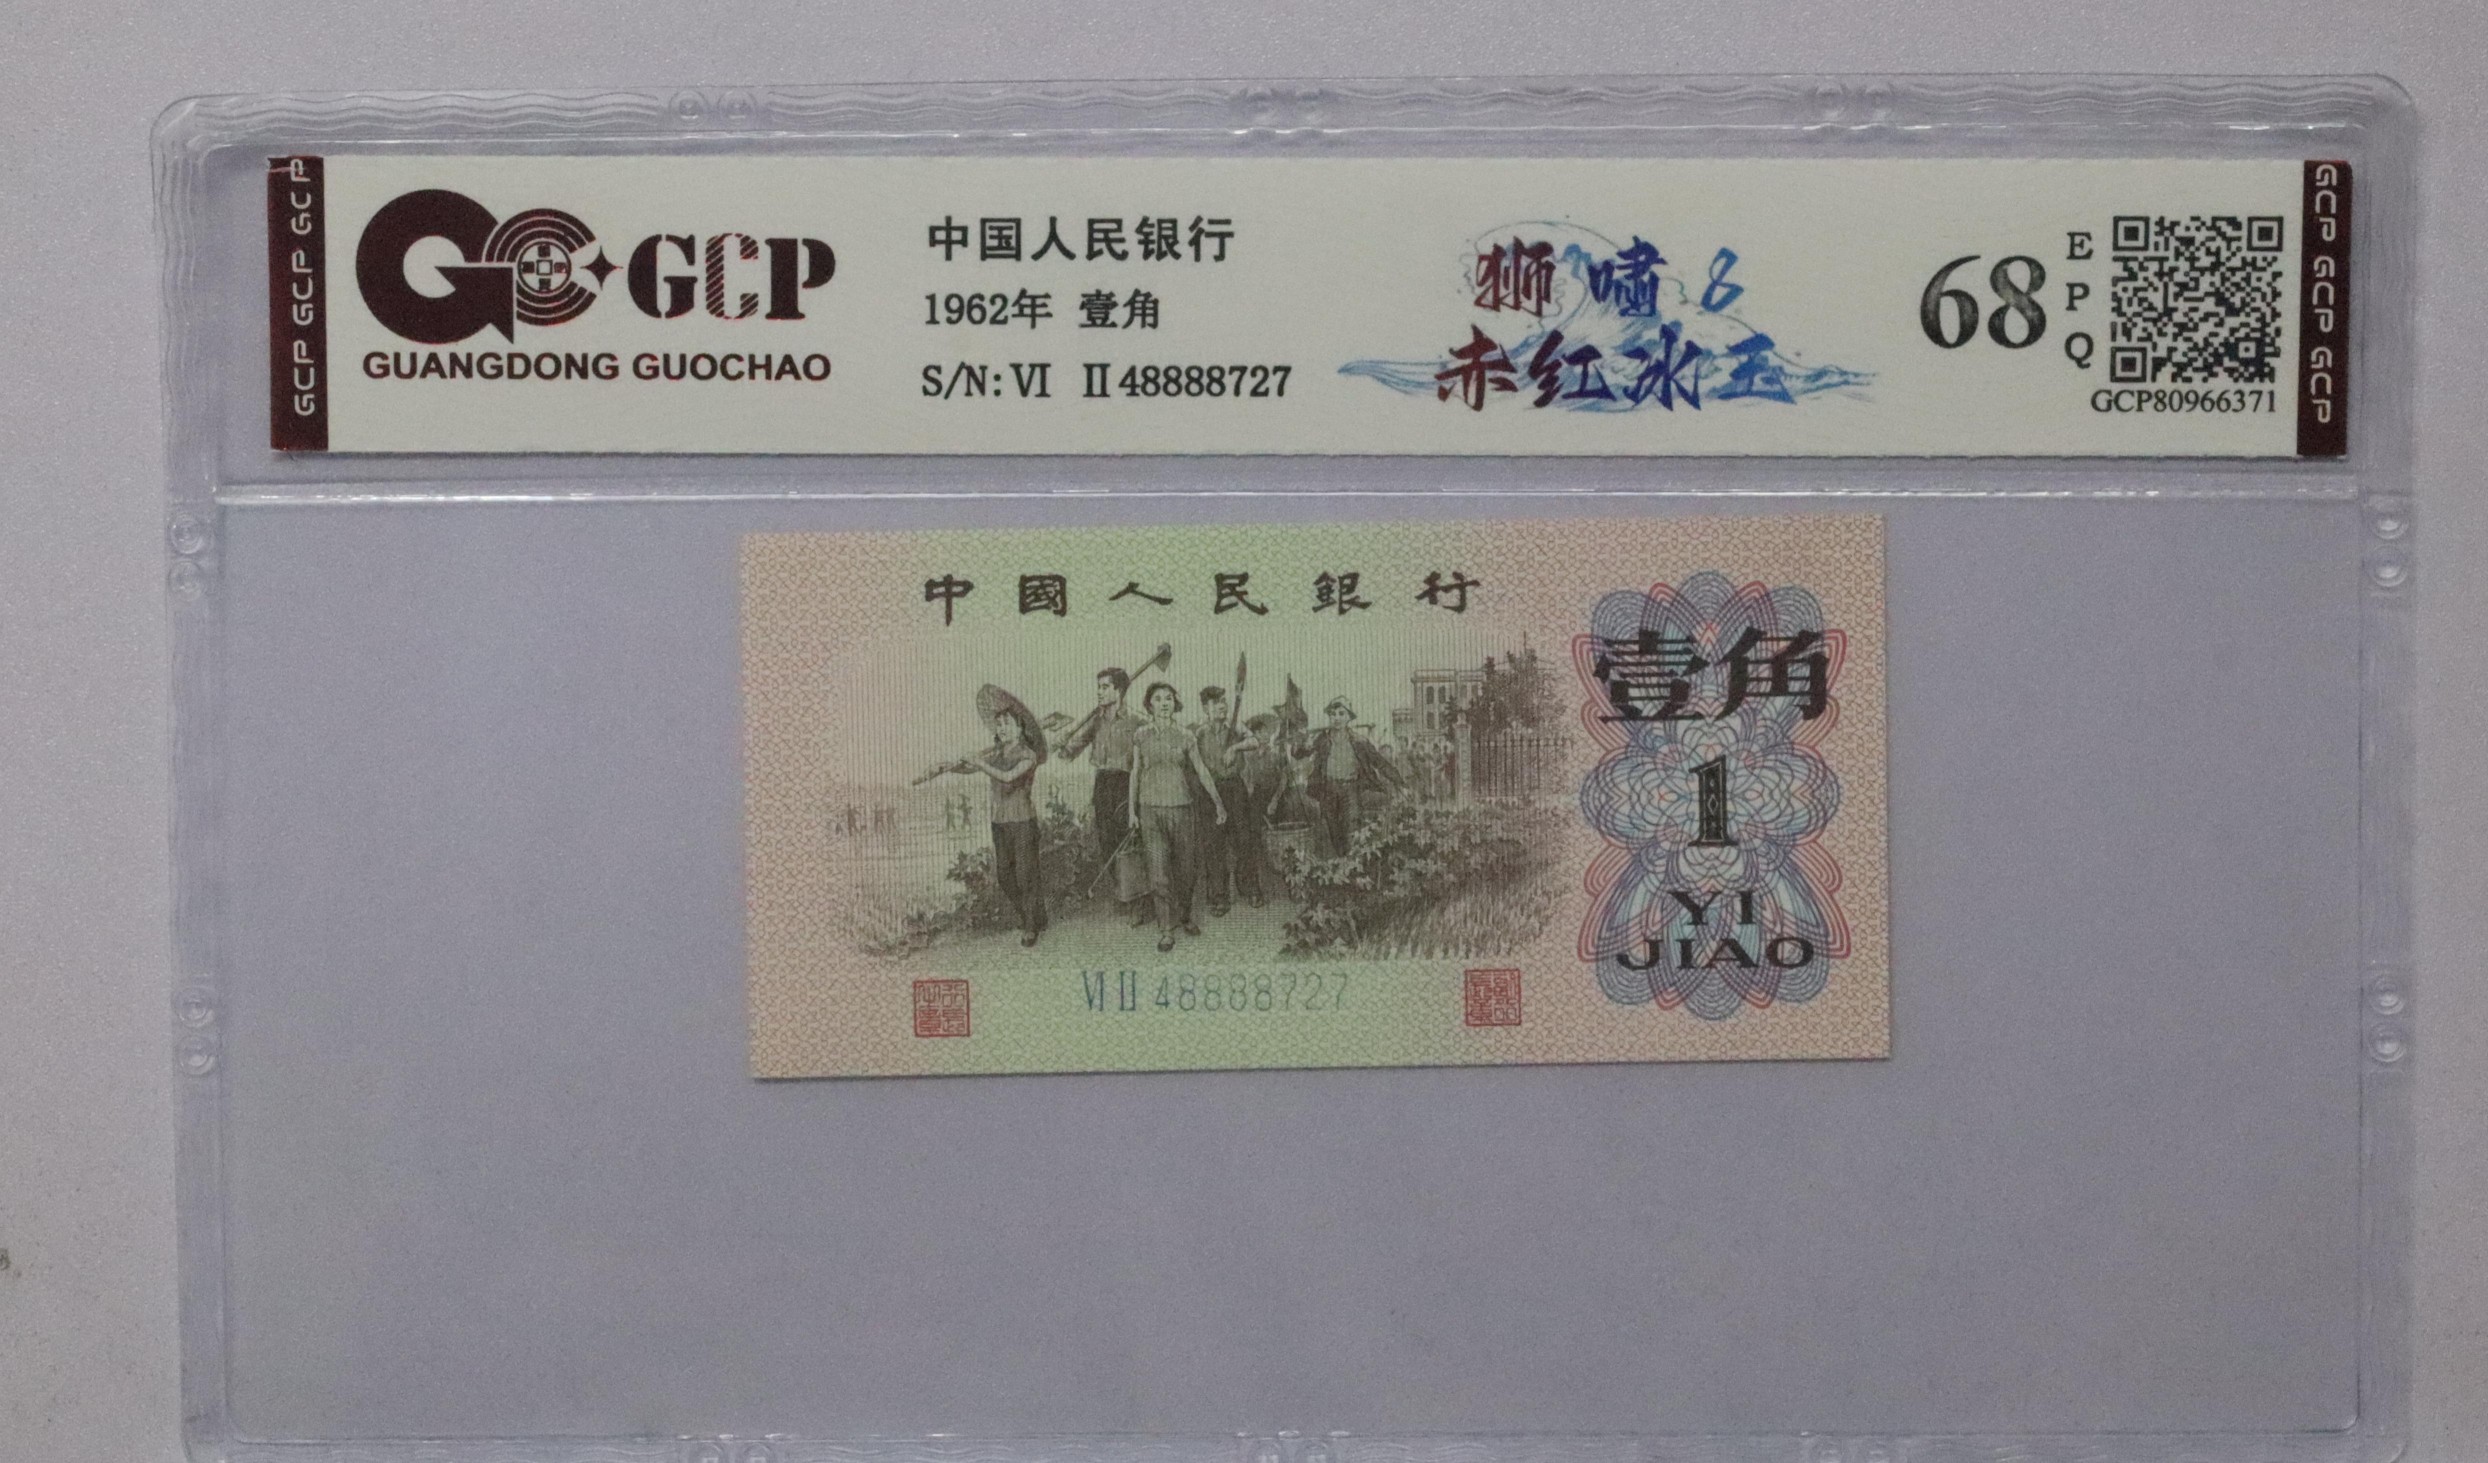 GCP GCP GCP
GCP
GUANGDONG GUOCHAO
中国人民银行
1962年 壹角
S/N: VI II 48888727
狮啸8
赤红冰玉
68
EPQ
GCP80966371
GCP GCP GCP
中國人民銀行
壹角
1
YI
JIAO
VI II 48888727